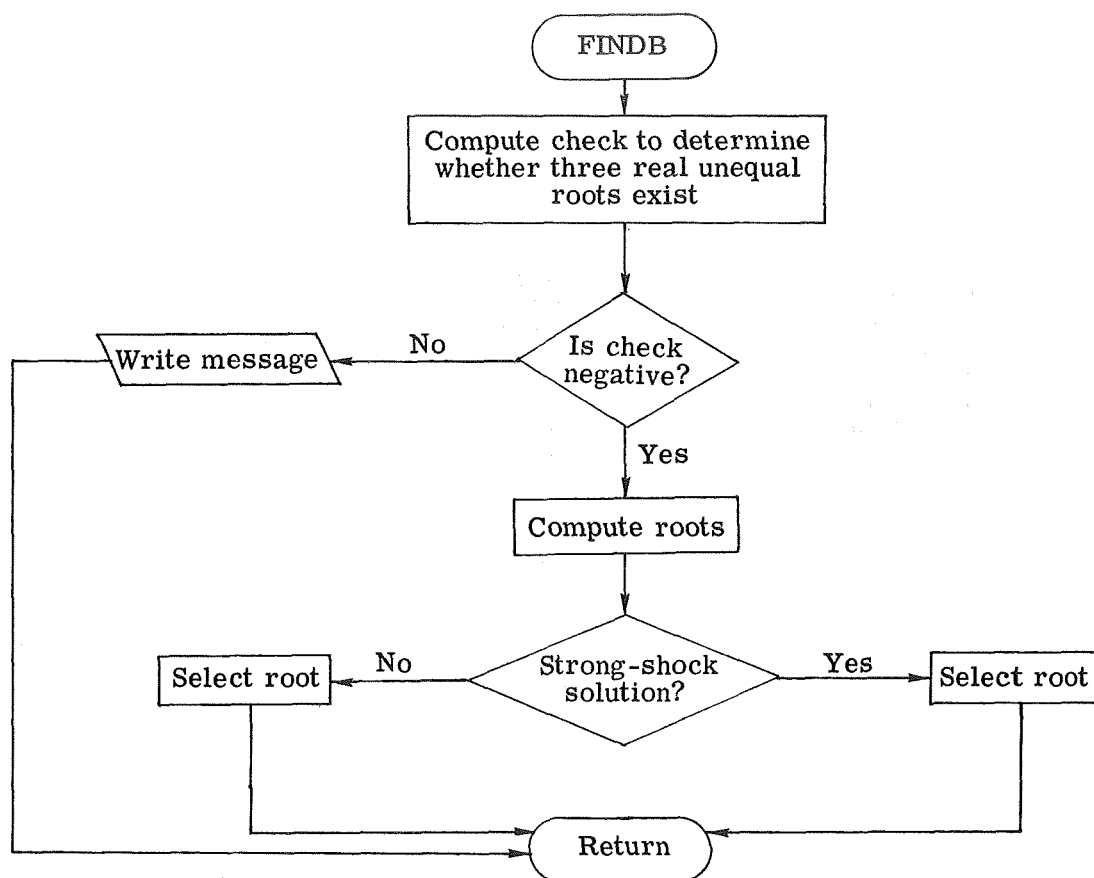 FINDB
Compute check to determine
whether three real unequal
roots exist
Is check
negative?
No
Write message
Yes
Compute roots
Strong-shock
solution?
No
Select root
Yes
Select root
Return